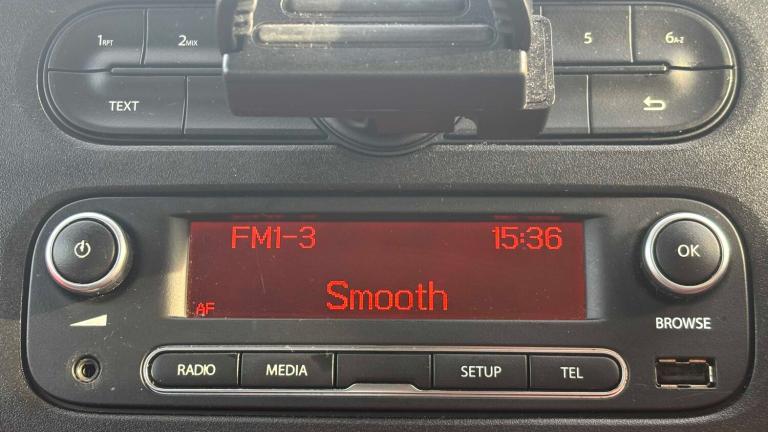 1RPT 2MIX 5 6A-Z
TEXT
FM1-3 15:36
AF Smooth
OK
BROWSE
RADIO MEDIA SETUP TEL